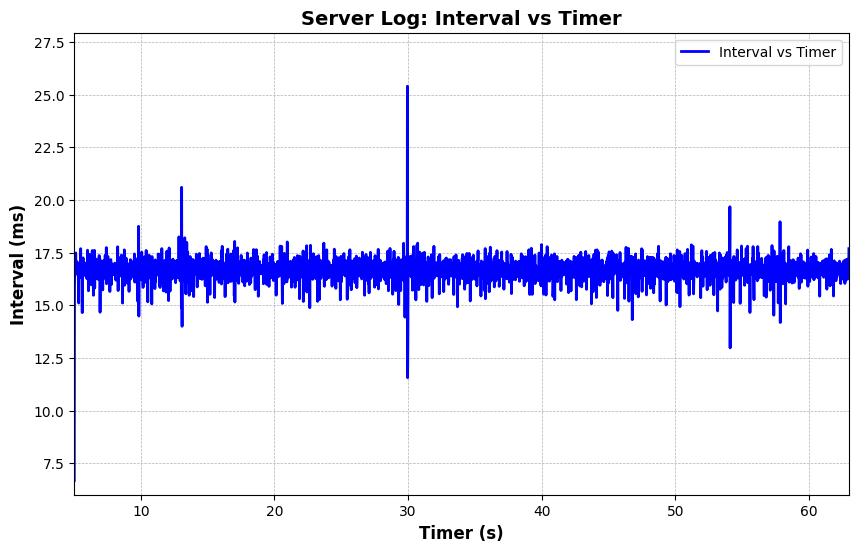 Server Log: Interval vs Timer
Interval vs Timer
27.5
25.0
22.5
20.0
17.5
15.0
12.5
10.0
7.5
Interval (ms)
10 20 30 40 50 60
Timer (s)